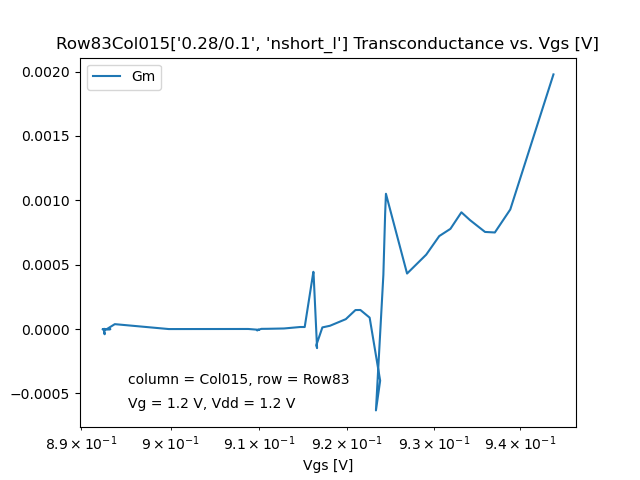 Row83Col015['0.28/0.1', 'nshort_l'] Transconductance vs. Vgs [V]
Gm
0.0020
0.0015
0.0010
0.0005
0.0000
−0.0005
column = Col015, row = Row83
Vg = 1.2 V, Vdd = 1.2 V
8.9 × 10⁻¹ 9 × 10⁻¹ 9.1 × 10⁻¹ 9.2 × 10⁻¹ 9.3 × 10⁻¹ 9.4 × 10⁻¹
Vgs [V]